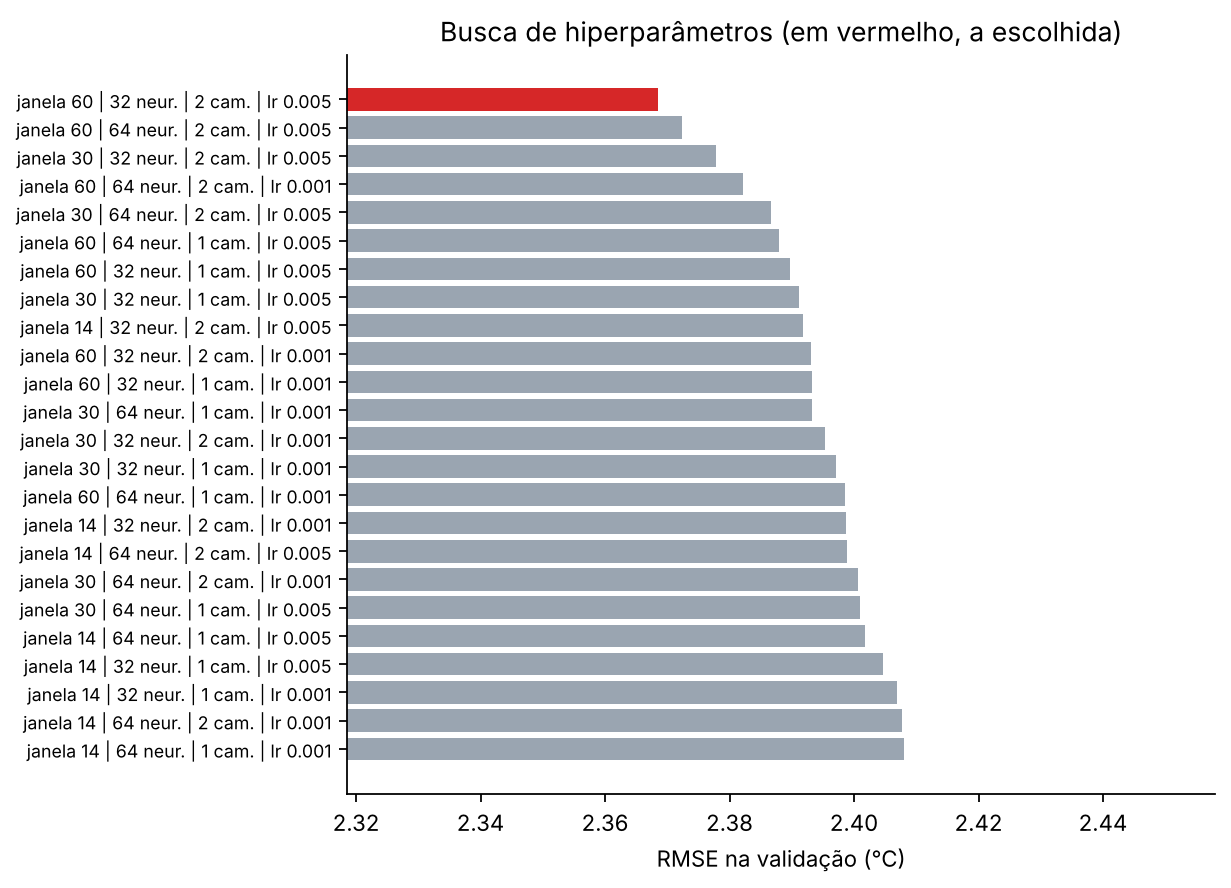 Busca de hiperparâmetros (em vermelho, a escolhida)
janela 60 | 32 neur. | 2 cam. | lr 0.005
janela 60 | 64 neur. | 2 cam. | lr 0.005
janela 30 | 32 neur. | 2 cam. | lr 0.005
janela 60 | 64 neur. | 2 cam. | lr 0.001
janela 30 | 64 neur. | 2 cam. | lr 0.005
janela 60 | 64 neur. | 1 cam. | lr 0.005
janela 60 | 32 neur. | 1 cam. | lr 0.005
janela 30 | 32 neur. | 1 cam. | lr 0.005
janela 14 | 32 neur. | 2 cam. | lr 0.005
janela 60 | 32 neur. | 2 cam. | lr 0.001
janela 60 | 32 neur. | 1 cam. | lr 0.001
janela 30 | 64 neur. | 1 cam. | lr 0.001
janela 30 | 32 neur. | 2 cam. | lr 0.001
janela 30 | 32 neur. | 1 cam. | lr 0.001
janela 60 | 64 neur. | 1 cam. | lr 0.001
janela 14 | 32 neur. | 2 cam. | lr 0.001
janela 14 | 64 neur. | 2 cam. | lr 0.005
janela 30 | 64 neur. | 2 cam. | lr 0.001
janela 30 | 64 neur. | 1 cam. | lr 0.005
janela 14 | 64 neur. | 1 cam. | lr 0.005
janela 14 | 32 neur. | 1 cam. | lr 0.005
janela 14 | 32 neur. | 1 cam. | lr 0.001
janela 14 | 64 neur. | 2 cam. | lr 0.001
janela 14 | 64 neur. | 1 cam. | lr 0.001
2.32 2.34 2.36 2.38 2.40 2.42 2.44
RMSE na validação (°C)